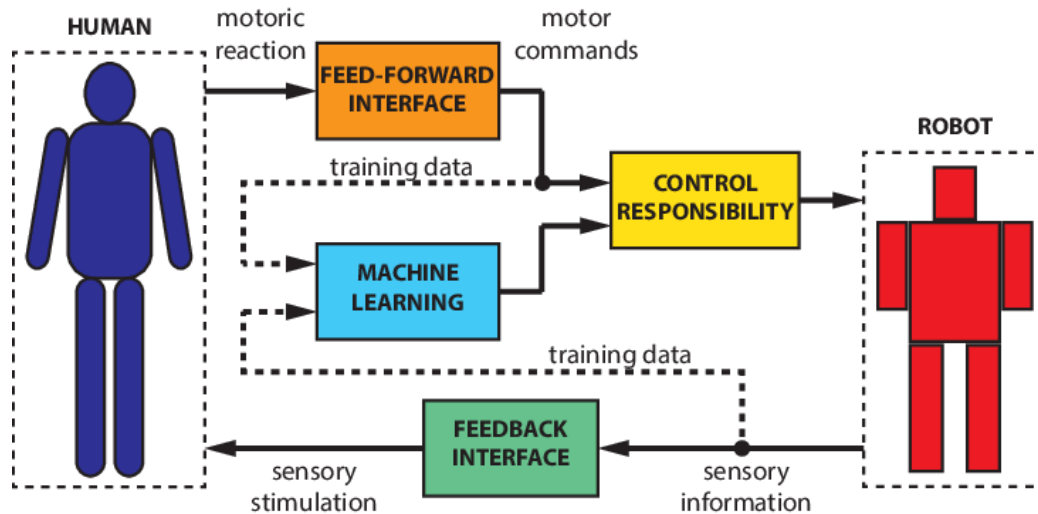 HUMAN
motoric
reaction
FEED-FORWARD
INTERFACE
motor
commands
training data
CONTROL
RESPONSIBILITY
ROBOT
MACHINE
LEARNING
training data
FEEDBACK
INTERFACE
sensory
stimulation
sensory
information